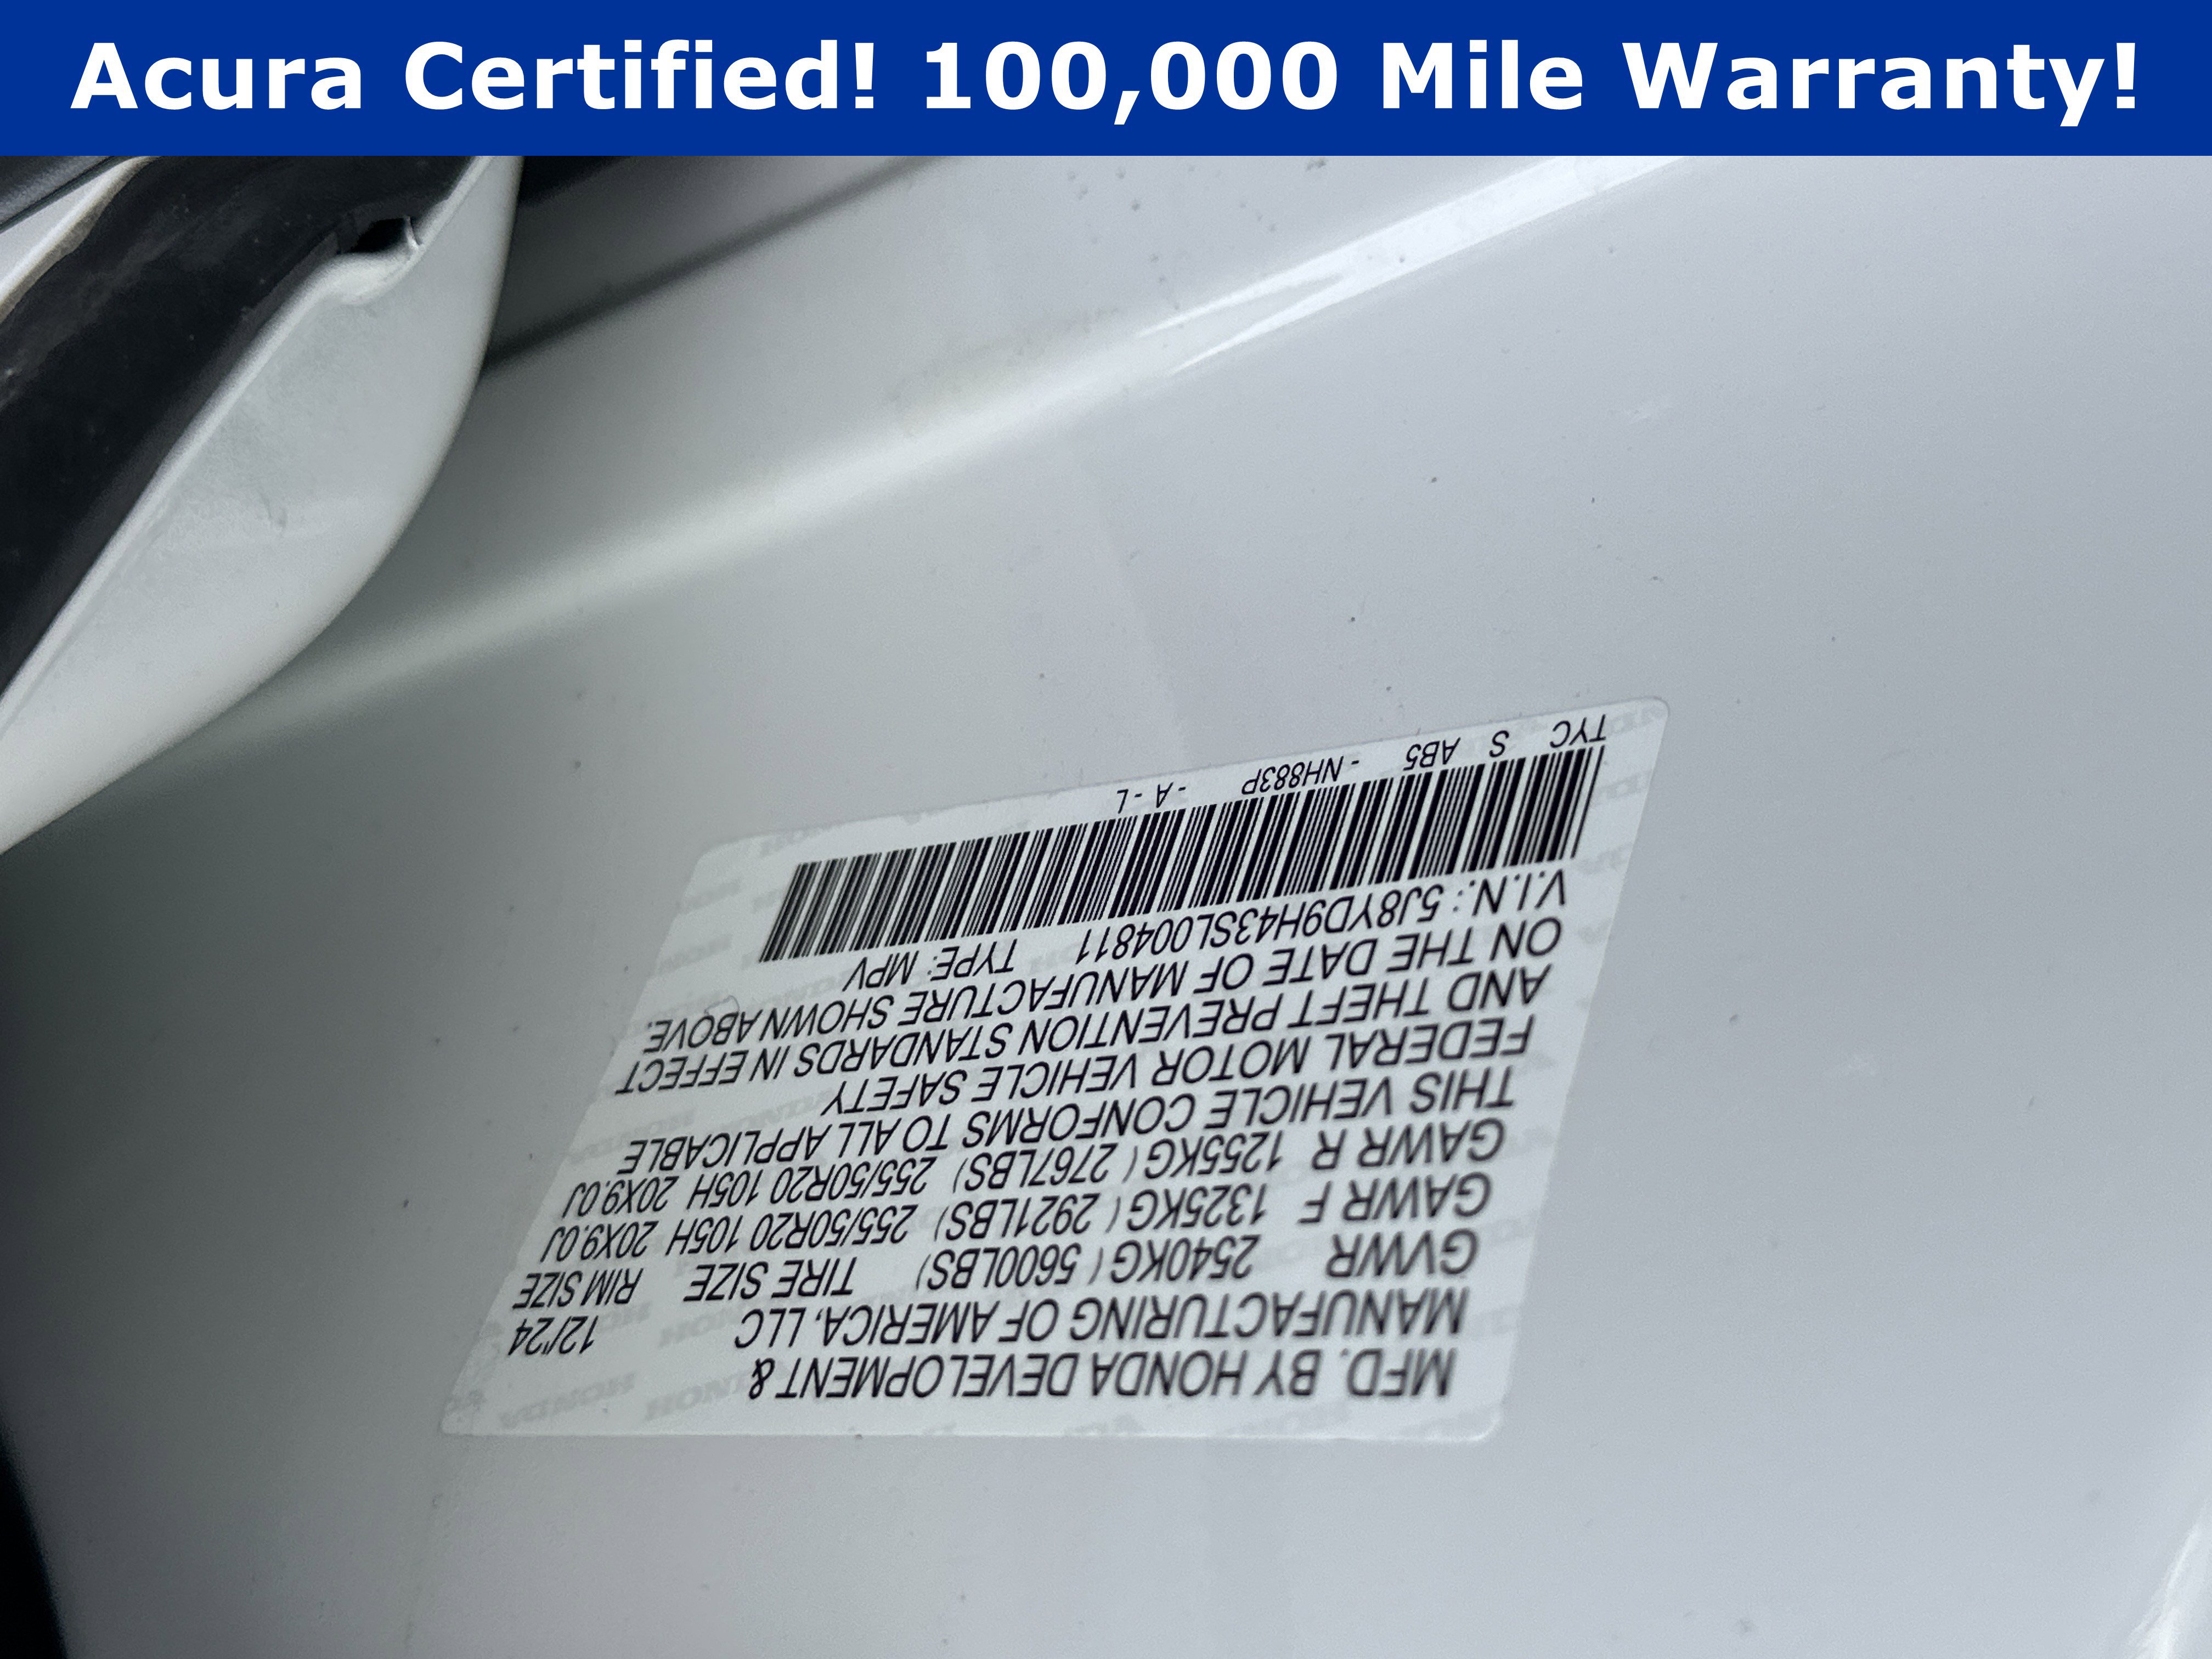 Acura Certified! 100,000 Mile Warranty!
MFD. BY HONDA DEVELOPMENT &
MANUFACTURING OF AMERICA, LLC 12/'24
GVWR 2540KG ( 5600LBS) TIRE SIZE RIM SIZE
GAWR F 1325KG ( 2921LBS) 255/50R20 105H 20X9.0J
GAWR R 1255KG ( 2767LBS) 255/50R20 105H 20X9.0J
THIS VEHICLE CONFORMS TO ALL APPLICABLE
FEDERAL MOTOR VEHICLE SAFETY
AND THEFT PREVENTION STANDARDS IN EFFECT
ON THE DATE OF MANUFACTURE SHOWN ABOVE.
V.I.N.: 5J8YD9H43SL004811 TYPE: MPV
TYC S AB5 - NH883P - A - L